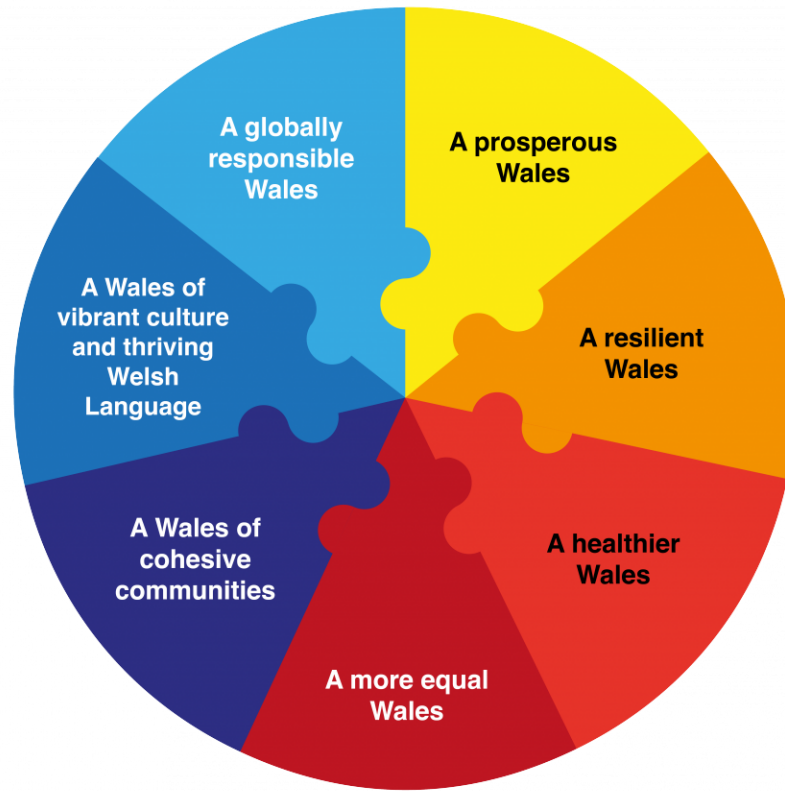 A prosperous
Wales
A resilient
Wales
A healthier
Wales
A more equal
Wales
A Wales of
cohesive
communities
A Wales of
vibrant culture
and thriving
Welsh
Language
A globally
responsible
Wales